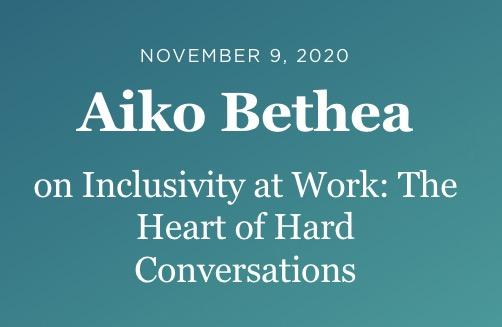 NOVEMBER 9, 2020
Aiko Bethea
on Inclusivity at Work: The
Heart of Hard
Conversations